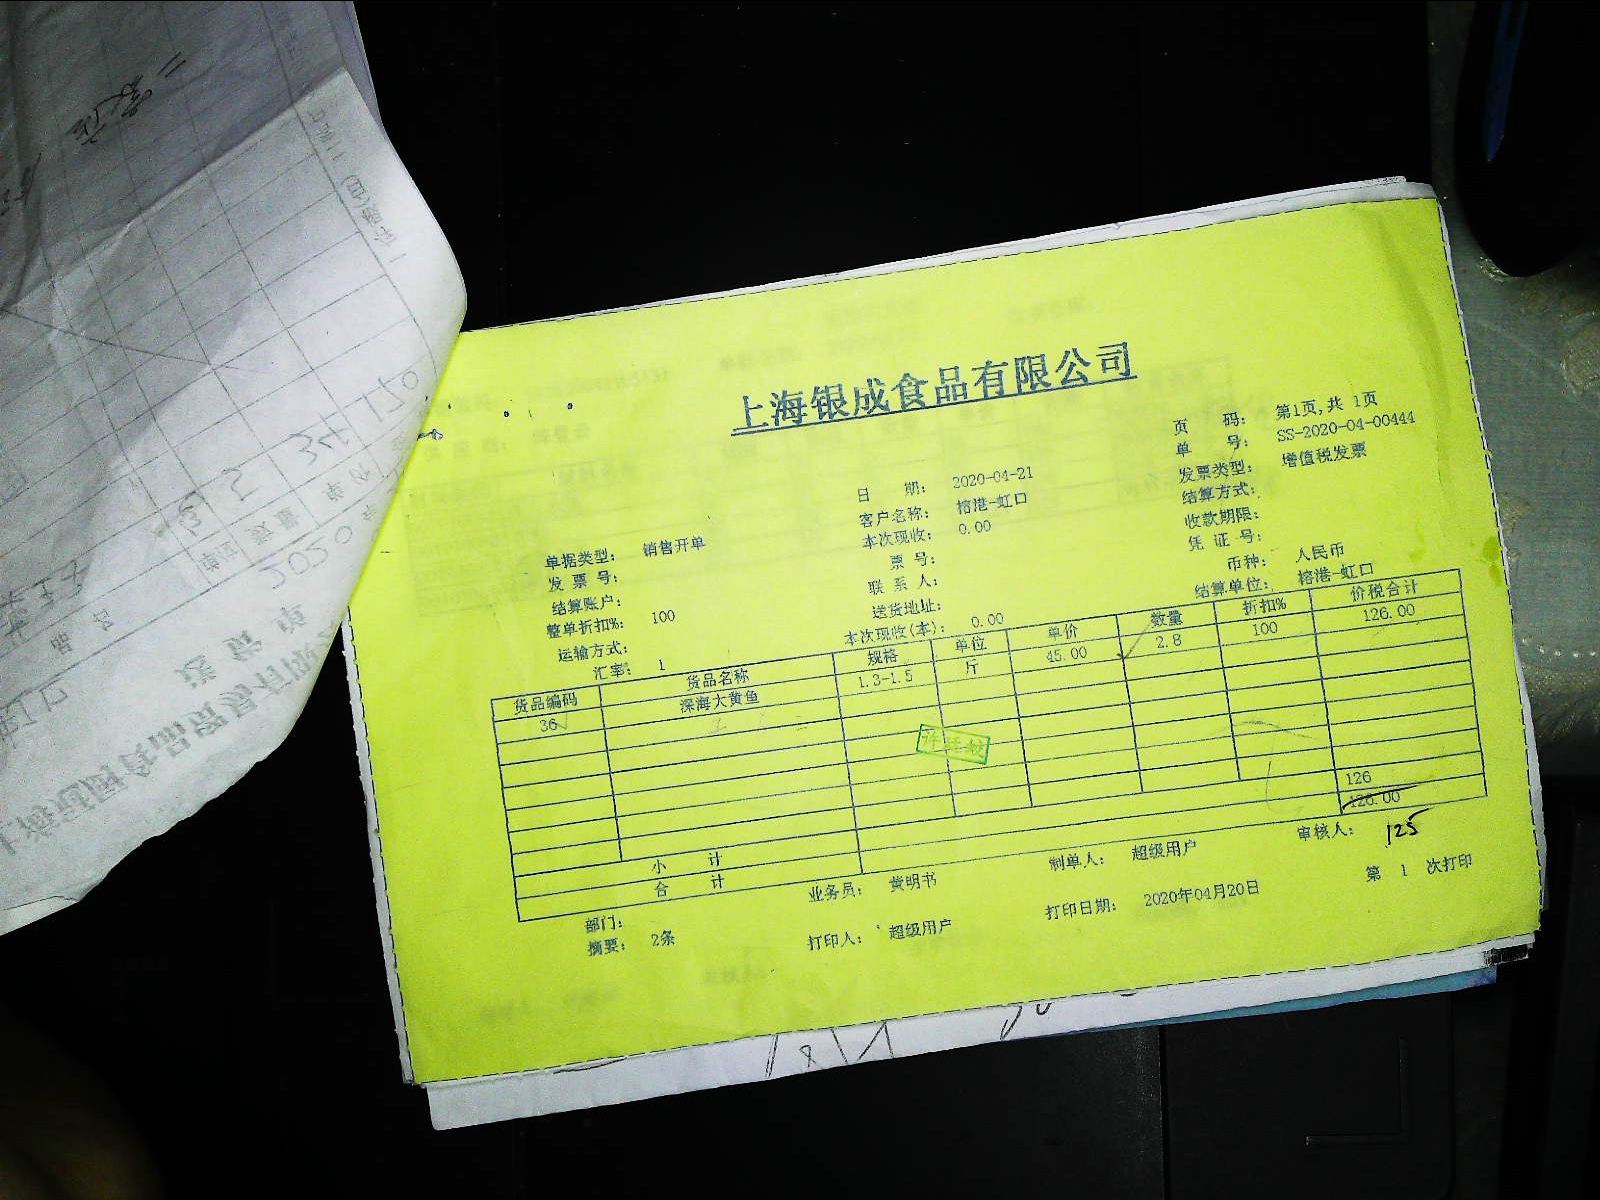 上海银成食品有限公司
页 码: 第1页,共 1页
单 号: SS-2020-04-00444
日 期: 2020-04-21
发票类型: 增值税发票
客户名称: 榕港-虹口
结算方式:
单据类型: 销售开单
本次现收: 0.00
收款期限:
发 票 号:
票 号:
凭 证 号:
结算账户:
联 系 人:
币种: 人民币
整单折扣%: 100
送货地址:
结算单位: 榕港-虹口
运输方式:
本次现收(本): 0.00
汇率: 1
货品编码 货品名称 规格 单位 单价 数量 折扣% 价税合计
36 深海大黄鱼 1.3-1.5 斤 45.00 2.8 100 126.00
小 计 126
合 计 126.00
125
部门: 业务员: 黄明书 制单人: 超级用户 审核人:
摘要: 2条 打印人: 超级用户 打印日期: 2020年04月20日 第 1 次打印